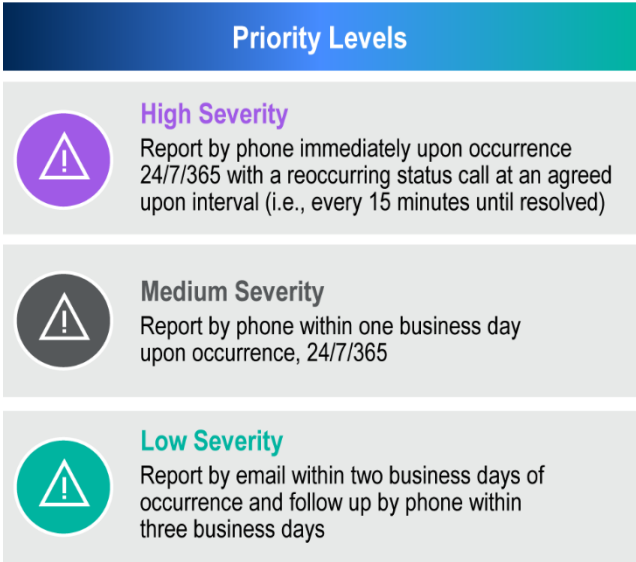 Priority Levels
High Severity
Report by phone immediately upon occurrence
24/7/365 with a reoccurring status call at an agreed
upon interval (i.e., every 15 minutes until resolved)
Medium Severity
Report by phone within one business day
upon occurrence, 24/7/365
Low Severity
Report by email within two business days of
occurrence and follow up by phone within
three business days